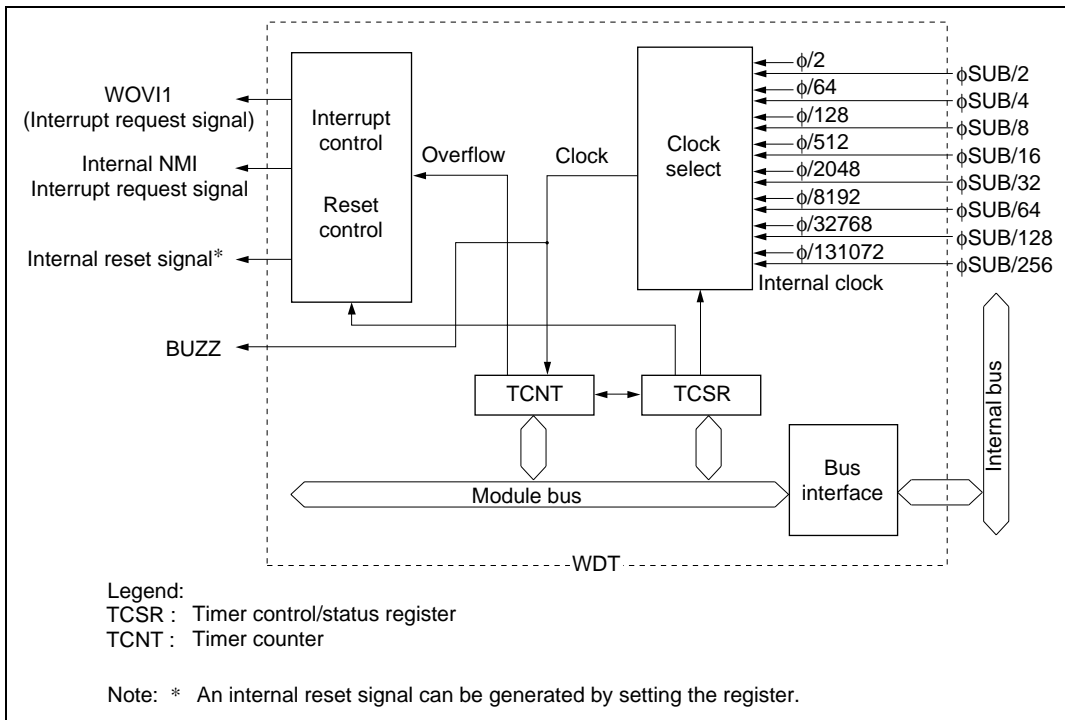 WOVI1
(Interrupt request signal)
Internal NMI
Interrupt request signal
Internal reset signal*
BUZZ
Interrupt
control
Reset
control
Overflow
Clock
Clock
select
ϕ/2
ϕ/64
ϕ/128
ϕ/512
ϕ/2048
ϕ/8192
ϕ/32768
ϕ/131072
Internal clock
ϕSUB/2
ϕSUB/4
ϕSUB/8
ϕSUB/16
ϕSUB/32
ϕSUB/64
ϕSUB/128
ϕSUB/256
TCNT
TCSR
Module bus
Bus
interface
Internal bus
WDT
Legend:
TCSR : Timer control/status register
TCNT : Timer counter
Note: * An internal reset signal can be generated by setting the register.